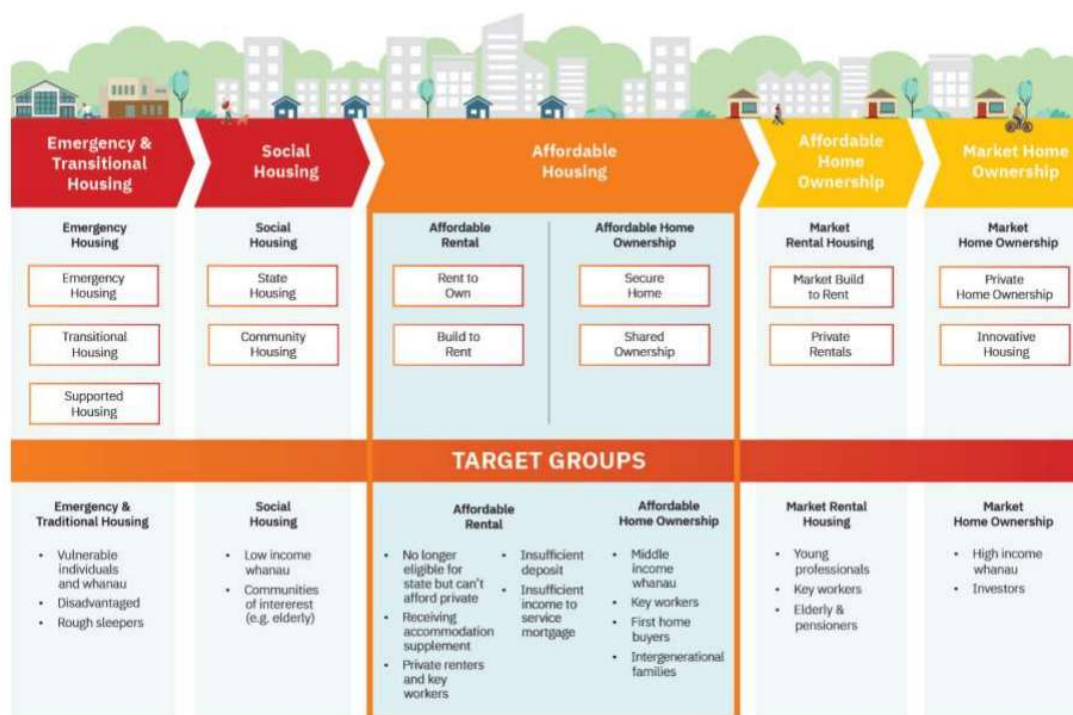 Emergency &
Transitional
Housing
Social
Housing
Affordable
Housing
Affordable
Home
Ownership
Market Home
Ownership
Emergency
Housing
Emergency
Housing
Transitional
Housing
Supported
Housing
Social
Housing
State
Housing
Community
Housing
Affordable
Rental
Rent to
Own
Build to
Rent
Affordable Home
Ownership
Secure
Home
Shared
Ownership
Market
Rental Housing
Market Build
to Rent
Private
Rentals
Market
Home Ownership
Private
Home Ownership
Innovative
Housing
TARGET GROUPS
Emergency &
Traditional Housing
• Vulnerable
individuals
and whanau
• Disadvantaged
• Rough sleepers
Social
Housing
• Low income
whanau
• Communities
of intererest
(e.g. elderly)
Affordable
Rental
• No longer
eligible for
state but can't
afford private
• Receiving
accommodation
supplement
• Private renters
and key
workers
• Insufficient
deposit
• Insufficient
income to
service
mortgage
Affordable
Home Ownership
• Middle
income
whanau
• Key workers
• First home
buyers
• Intergenerational
families
Market Rental
Housing
• Young
professionals
• Key workers
• Elderly &
pensioners
Market
Home Ownership
• High income
whanau
• Investors